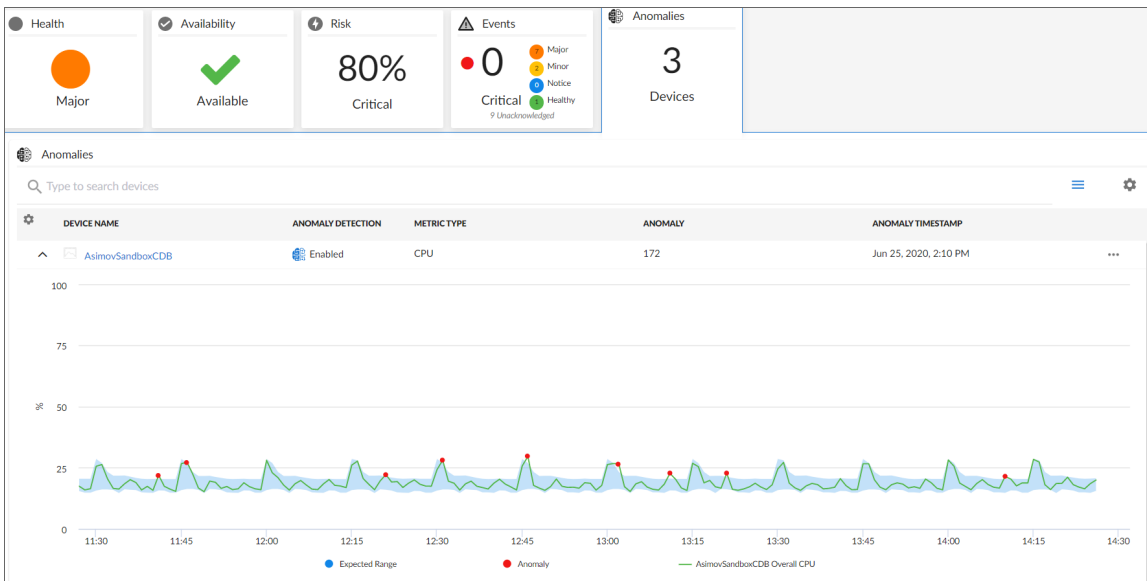 Health
Availability
Risk
Events
Anomalies
Major
Available
80%
Critical
0
Critical
9 Unacknowledged
7 Major
2 Minor
0 Notice
1 Healthy
3
Devices
Anomalies
Type to search devices
DEVICE NAME ANOMALY DETECTION METRIC TYPE ANOMALY ANOMALY TIMESTAMP
AsimovSandboxCDB Enabled CPU 172 Jun 25, 2020, 2:10 PM
100
75
%
50
25
0
11:30 11:45 12:00 12:15 12:30 12:45 13:00 13:15 13:30 13:45 14:00 14:15 14:30
Expected Range Anomaly AsimovSandboxCDB Overall CPU